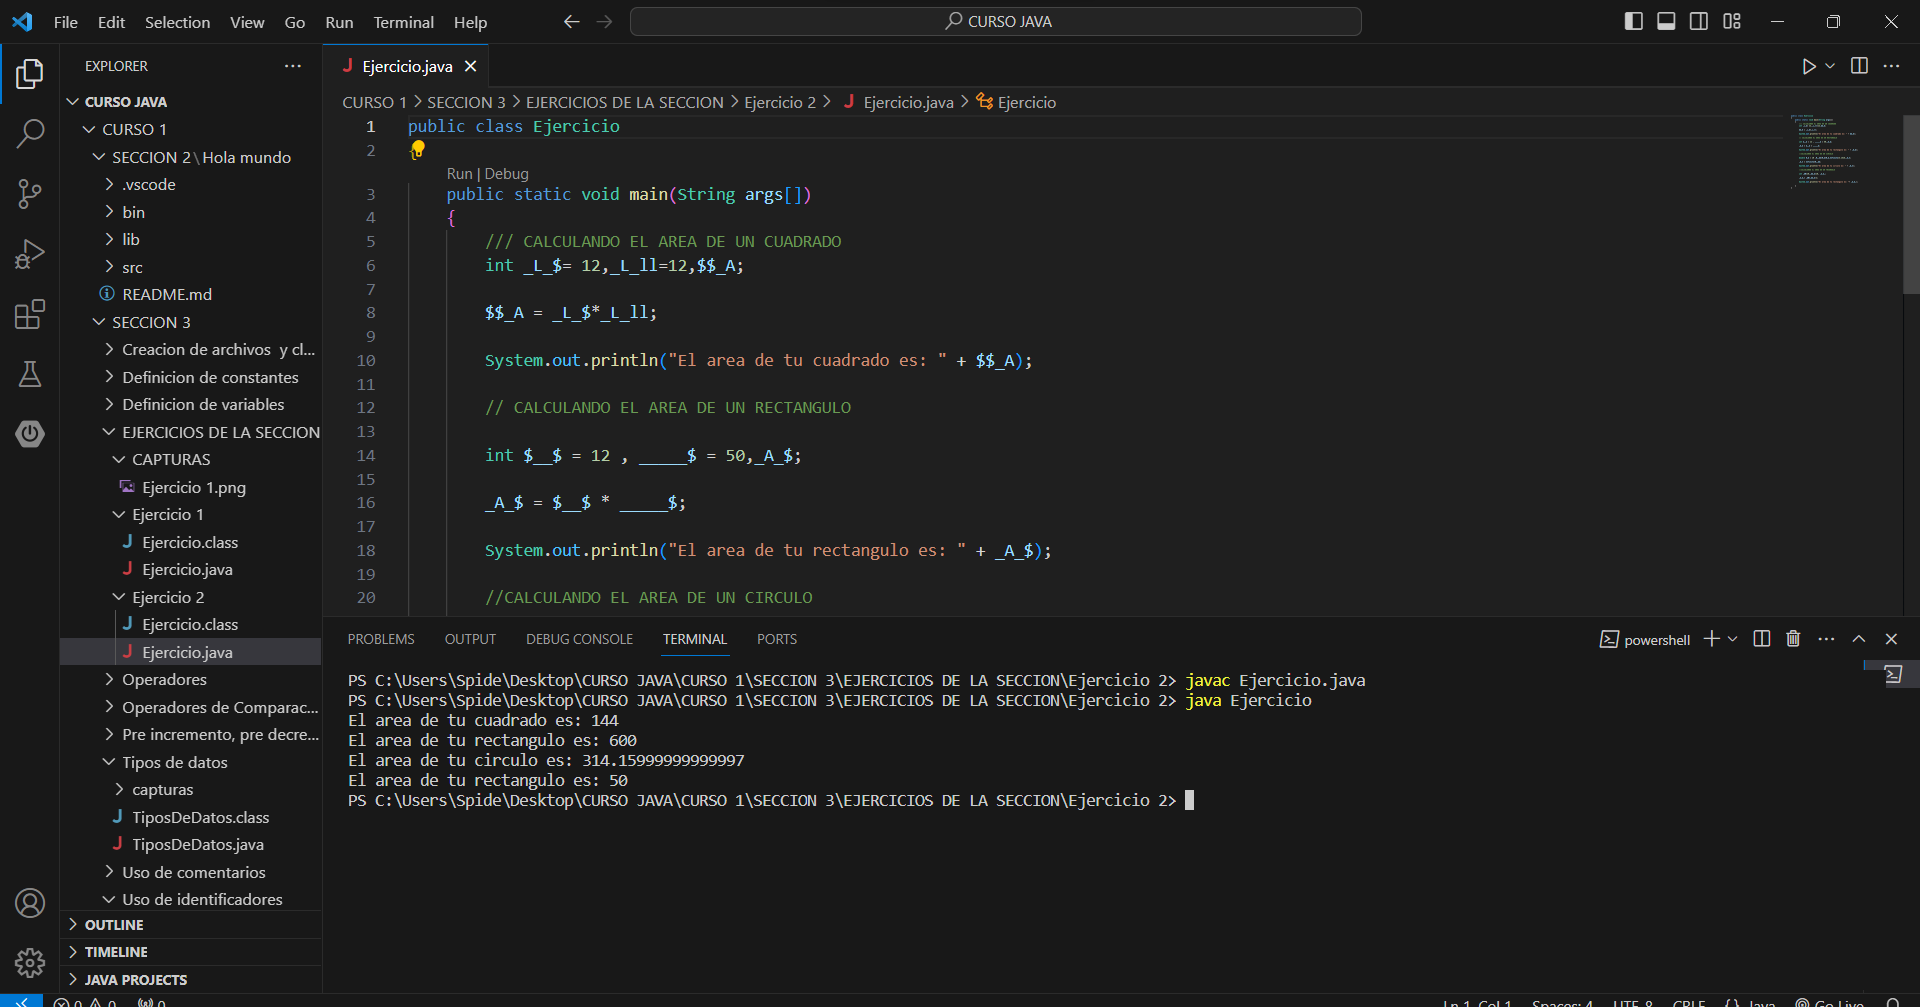 File Edit Selection View Go Run Terminal Help
CURSO JAVA
EXPLORER
CURSO JAVA
CURSO 1
SECCION 2\Hola mundo
.vscode
bin
lib
src
README.md
SECCION 3
Creacion de archivos y cl...
Definicion de constantes
Definicion de variables
EJERCICIOS DE LA SECCION
CAPTURAS
Ejercicio 1.png
Ejercicio 1
Ejercicio.class
Ejercicio.java
Ejercicio 2
Ejercicio.class
Ejercicio.java
Operadores
Operadores de Comparac...
Pre incremento, pre decre...
Tipos de datos
capturas
TiposDeDatos.class
TiposDeDatos.java
Uso de comentarios
Uso de identificadores
OUTLINE
TIMELINE
JAVA PROJECTS
Ejercicio.java
CURSO 1 > SECCION 3 > EJERCICIOS DE LA SECCION > Ejercicio 2 > Ejercicio.java > Ejercicio
1 public class Ejercicio
2 {
Run | Debug
3 public static void main(String args[])
4 {
5 /// CALCULANDO EL AREA DE UN CUADRADO
6 int _L_$= 12,_L_ll=12,$$_A;
7
8 $$_A = _L_$*_L_ll;
9
10 System.out.println("El area de tu cuadrado es: " + $$_A);
11
12 // CALCULANDO EL AREA DE UN RECTANGULO
13
14 int $__$ = 12 , _____$ = 50,_A_$;
15
16 _A_$ = $__$ * _____$;
17
18 System.out.println("El area de tu rectangulo es: " + _A_$);
19
20 //CALCULANDO EL AREA DE UN CIRCULO
PROBLEMS OUTPUT DEBUG CONSOLE TERMINAL PORTS
powershell
PS C:\Users\Spide\Desktop\CURSO JAVA\CURSO 1\SECCION 3\EJERCICIOS DE LA SECCION\Ejercicio 2> javac Ejercicio.java
PS C:\Users\Spide\Desktop\CURSO JAVA\CURSO 1\SECCION 3\EJERCICIOS DE LA SECCION\Ejercicio 2> java Ejercicio
El area de tu cuadrado es: 144
El area de tu rectangulo es: 600
El area de tu circulo es: 314.15999999999997
El area de tu rectangulo es: 50
PS C:\Users\Spide\Desktop\CURSO JAVA\CURSO 1\SECCION 3\EJERCICIOS DE LA SECCION\Ejercicio 2>
0 0 0 Ln 1, Col 1 Spaces: 4 UTF-8 CRLF {} Java Go Live